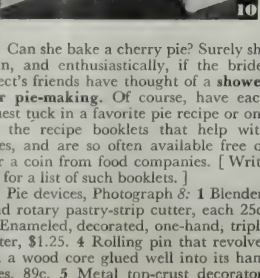 10
Can she bake a cherry pie? Surely sh
n, and enthusiastically, if the bride
ect's friends have thought of a showe
r pie-making. Of course, have eac
est tuck in a favorite pie recipe or on
the recipe booklets that help wit
es, and are so often available free o
r a coin from food companies. [ Writ
for a list of such booklets. ]
Pie devices, Photograph 8: 1 Blender
d rotary pastry-strip cutter, each 25c
Enameled, decorated, one-hand, tripl
ter, $1.25. 4 Rolling pin that revolve
a wood core glued well into its han
es, 89c. 5 Metal top-crust decorator